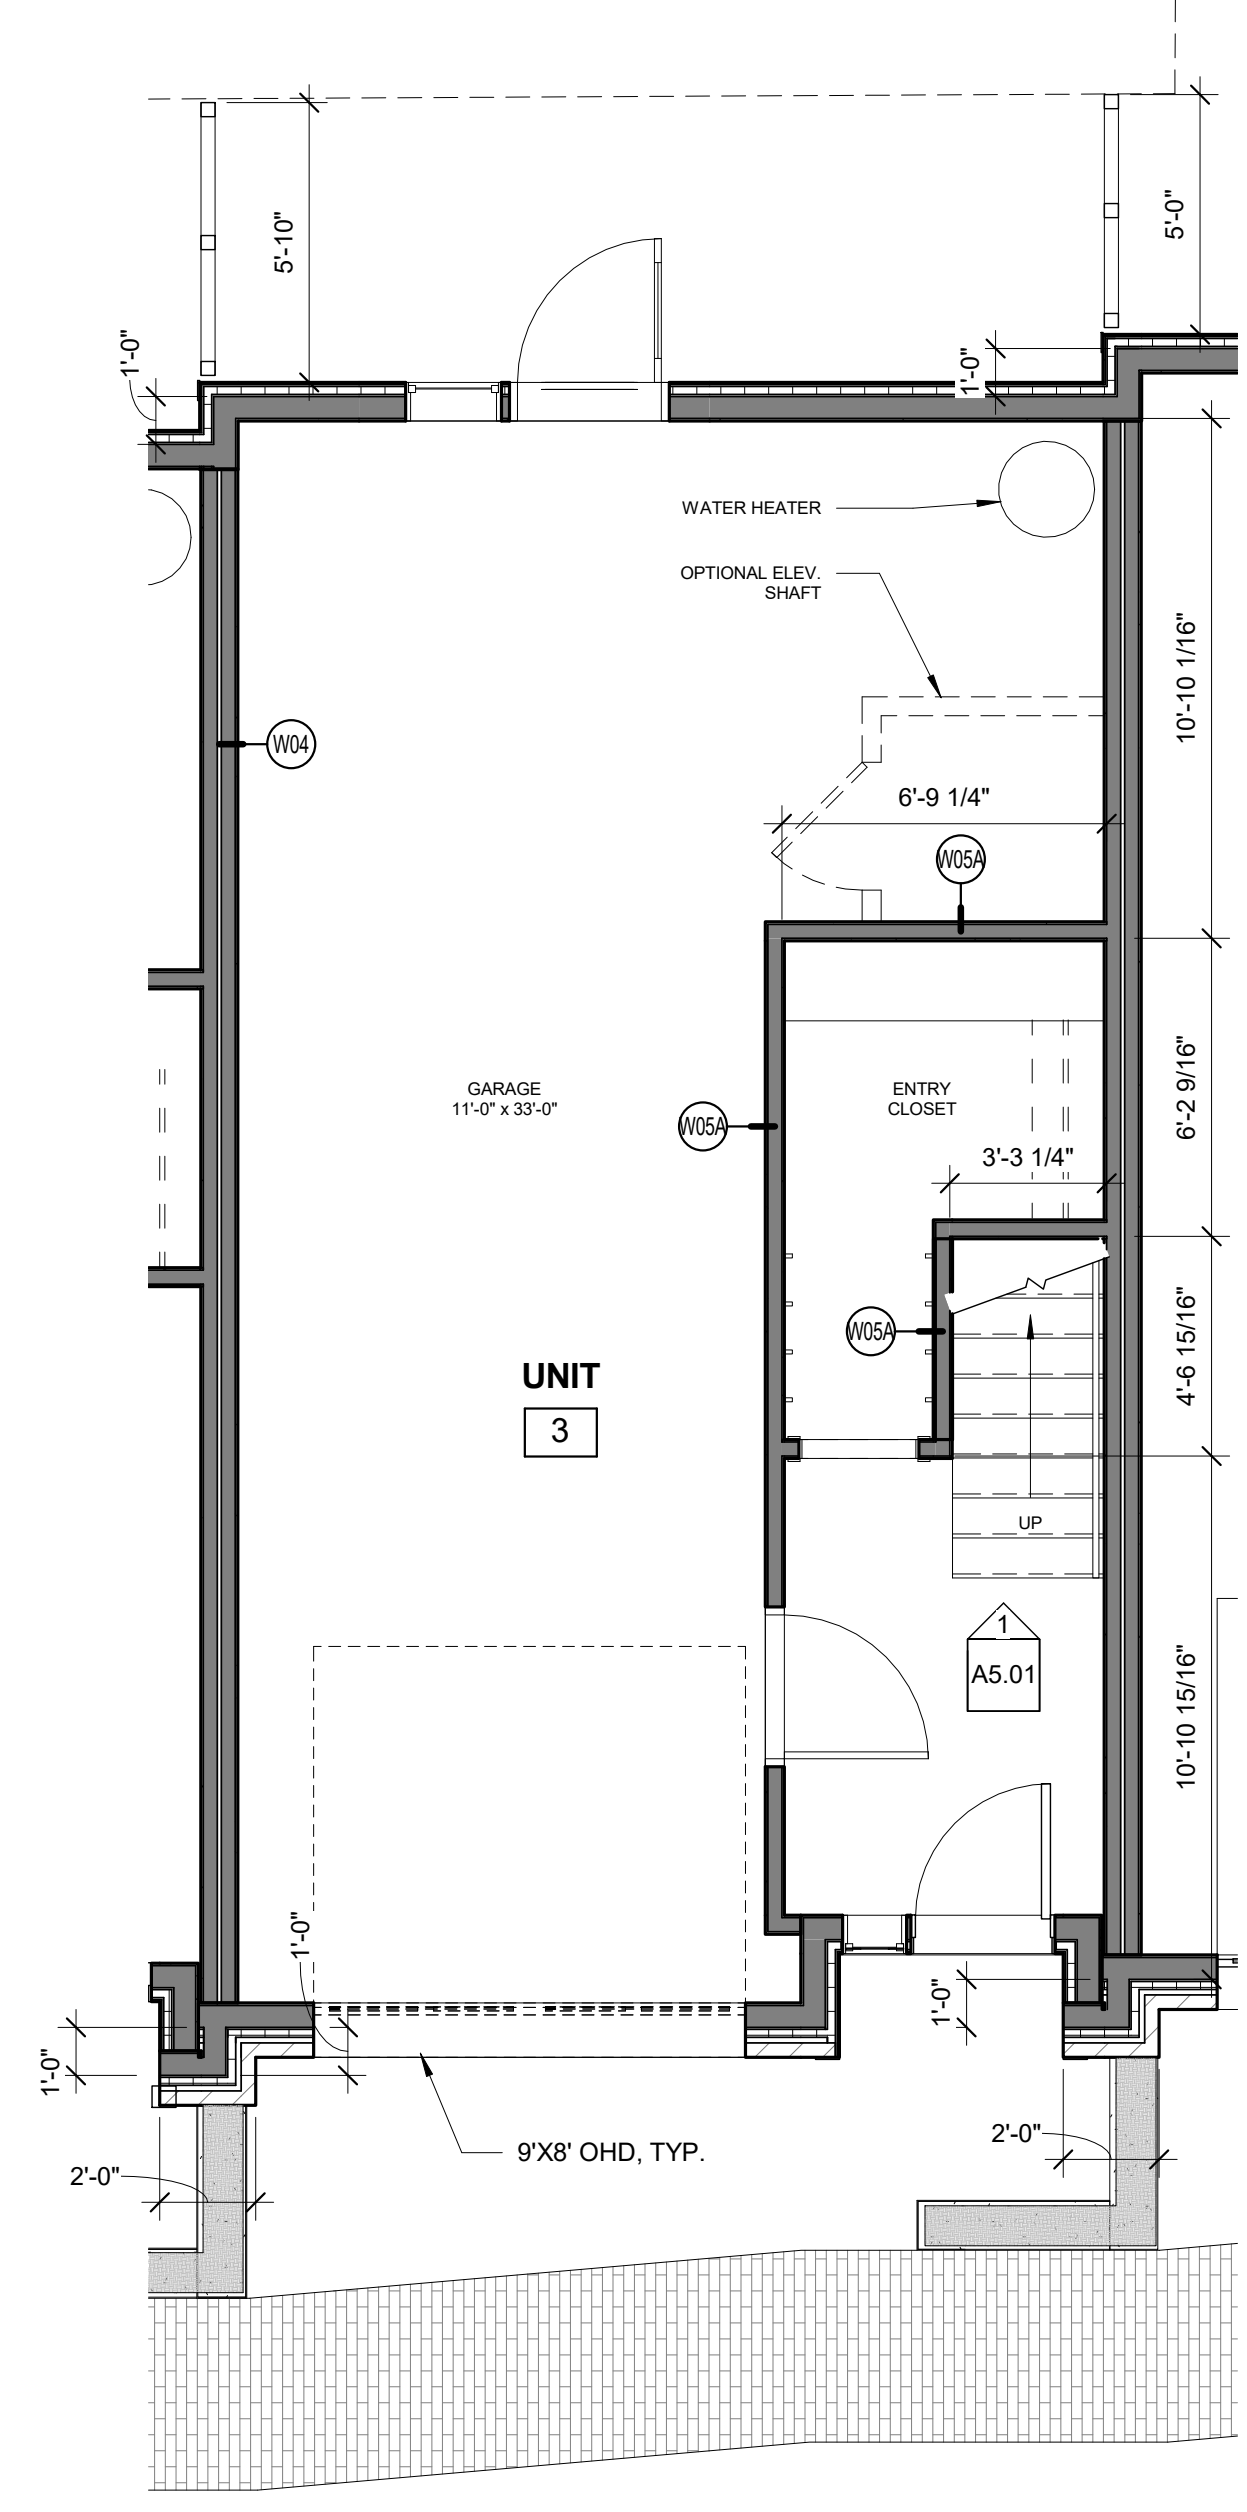 5'-10"
5'-0"
1'-0"
1'-0"
WATER HEATER
OPTIONAL ELEV.
SHAFT
10'-10 1/16"
W04
6'-9 1/4"
W05A
GARAGE
11'-0" x 33'-0"
W05A
ENTRY
CLOSET
6'-2 9/16"
3'-3 1/4"
W05A
4'-6 15/16"
UNIT
3
UP
1
A5.01
10'-10 15/16"
1'-0"
1'-0"
1'-0"
9'X8' OHD, TYP.
2'-0"
2'-0"